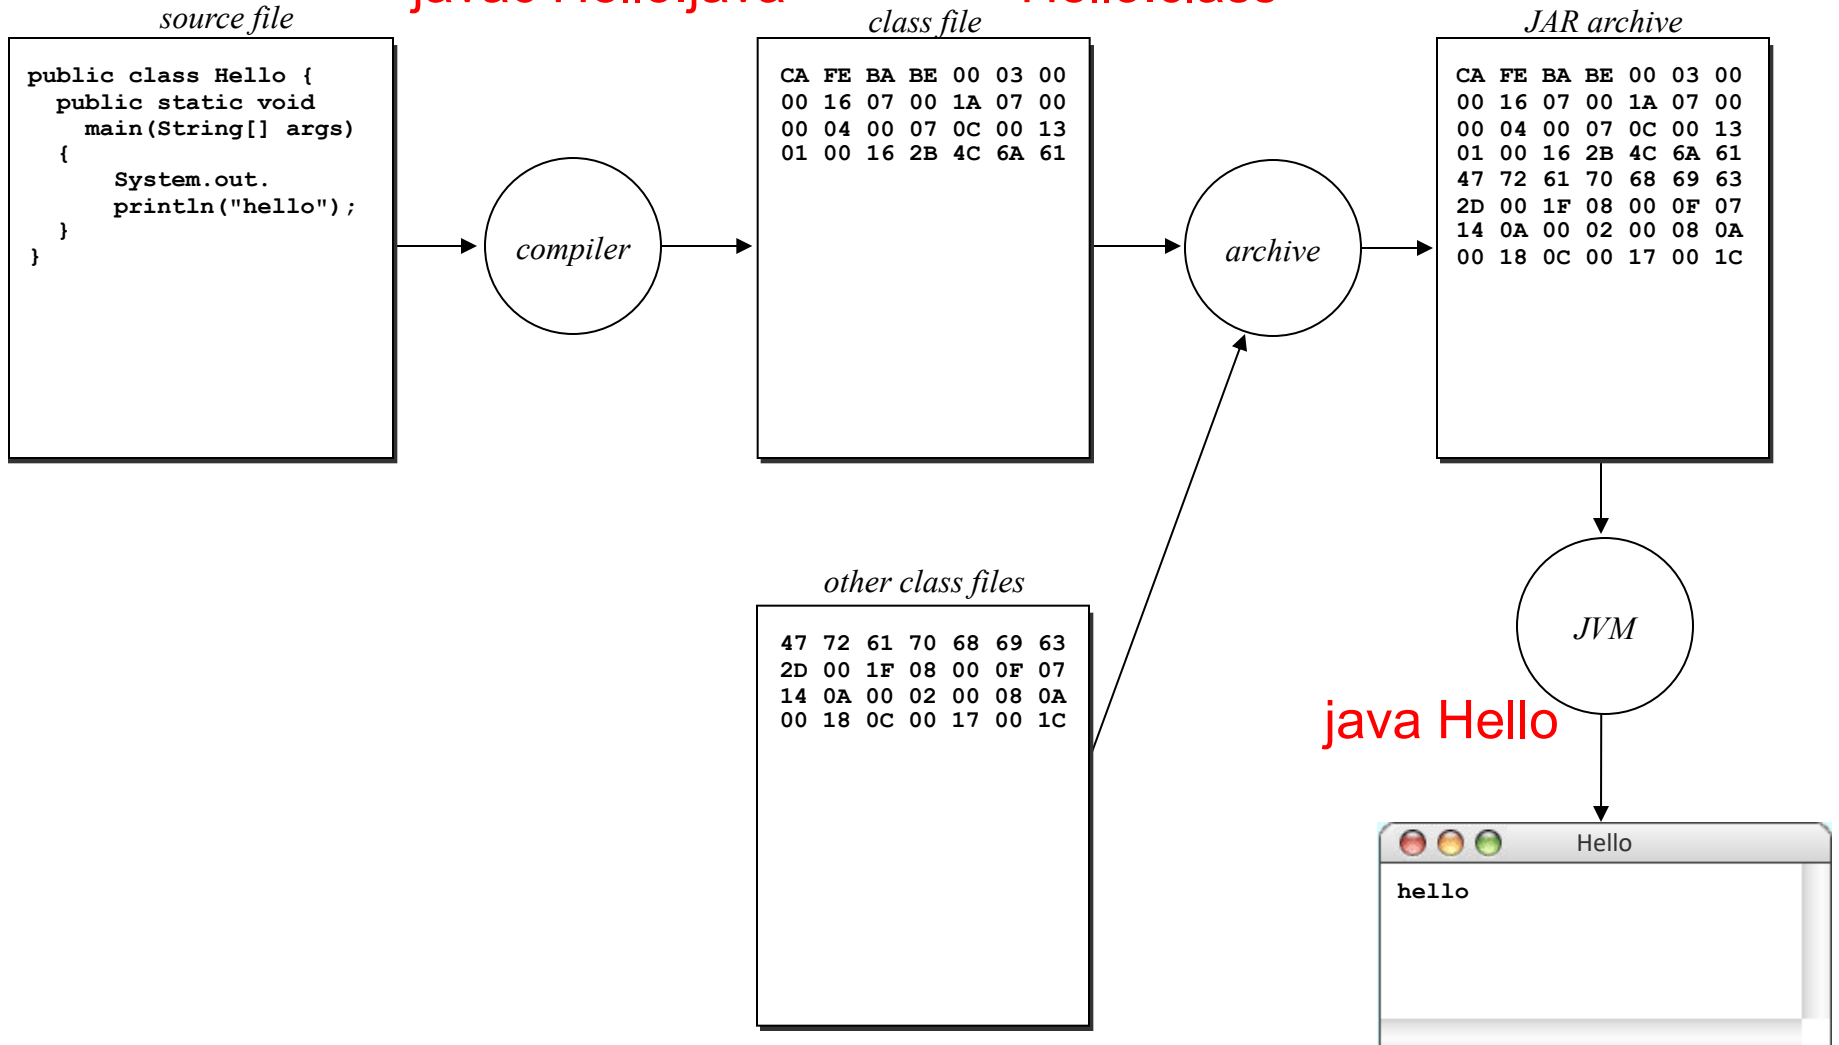 javac Hello.java
Hello.class
source file
public class Hello {
public static void
main(String[] args)
{
System.out.
println("hello");
}
}
compiler
class file
CA FE BA BE 00 03 00
00 16 07 00 1A 07 00
00 04 00 07 0C 00 13
01 00 16 2B 4C 6A 61
other class files
47 72 61 70 68 69 63
2D 00 1F 08 00 0F 07
14 0A 00 02 00 08 0A
00 18 0C 00 17 00 1C
archive
JAR archive
CA FE BA BE 00 03 00
00 16 07 00 1A 07 00
00 04 00 07 0C 00 13
01 00 16 2B 4C 6A 61
47 72 61 70 68 69 63
2D 00 1F 08 00 0F 07
14 0A 00 02 00 08 0A
00 18 0C 00 17 00 1C
JVM
java Hello
Hello
hello